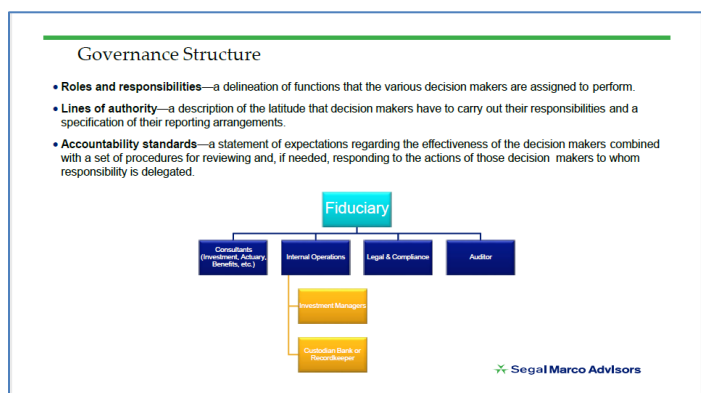 Governance Structure
• Roles and responsibilities—a delineation of functions that the various decision makers are assigned to perform.
• Lines of authority—a description of the latitude that decision makers have to carry out their responsibilities and a
specification of their reporting arrangements.
• Accountability standards—a statement of expectations regarding the effectiveness of the decision makers combined
with a set of procedures for reviewing and, if needed, responding to the actions of those decision makers to whom
responsibility is delegated.
Fiduciary
Consultants
(Investment, Actuary,
Benefits, etc.)
Internal Operations
Legal & Compliance
Auditor
Investment Managers
Custodian Bank or
Recordkeeper
Segal Marco Advisors